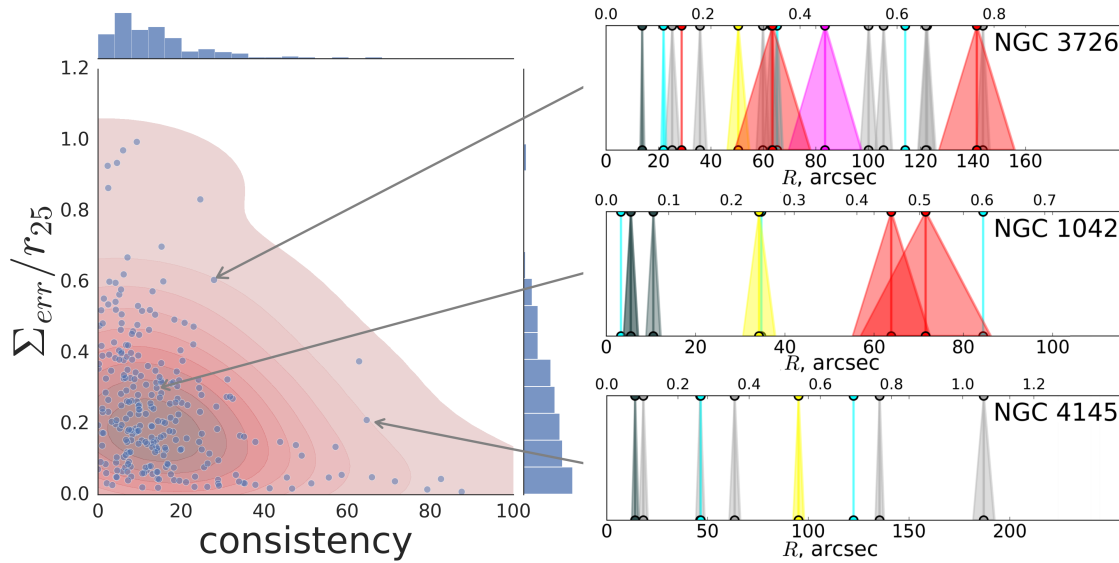 1.2
1.0
0.8
0.6
0.4
0.2
0.0
Σerr/r25
0 20 40 60 80 100
consistency
0.0 0.2 0.4 0.6 0.8
NGC 3726
0 20 40 60 80 100 120 140 160
R, arcsec
0.0 0.1 0.2 0.3 0.4 0.5 0.6 0.7
NGC 1042
0 20 40 60 80 100
R, arcsec
0.0 0.2 0.4 0.6 0.8 1.0 1.2
NGC 4145
0 50 100 150 200
R, arcsec